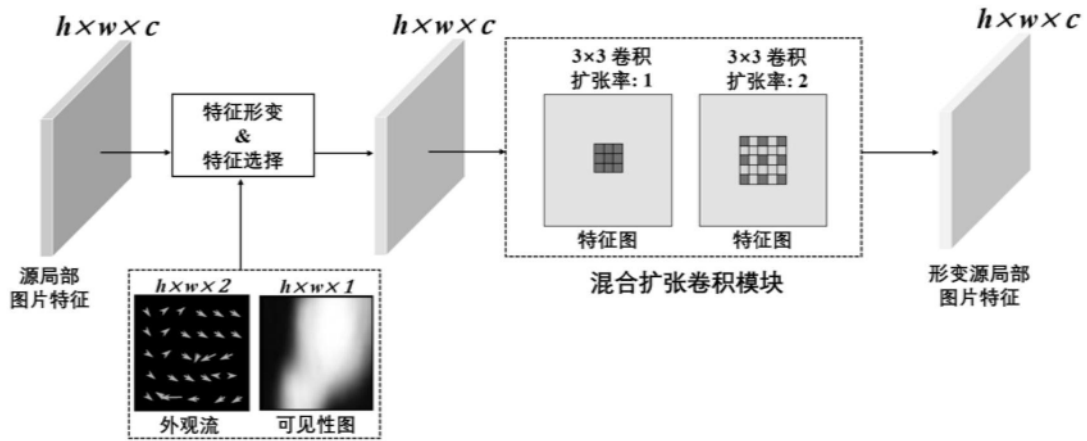 h×w×c
源局部
图片特征
特征形变
&
特征选择
h×w×2
外观流
h×w×1
可见性图
h×w×c
3×3 卷积
扩张率: 1
特征图
3×3 卷积
扩张率: 2
特征图
混合扩张卷积模块
h×w×c
形变源局部
图片特征